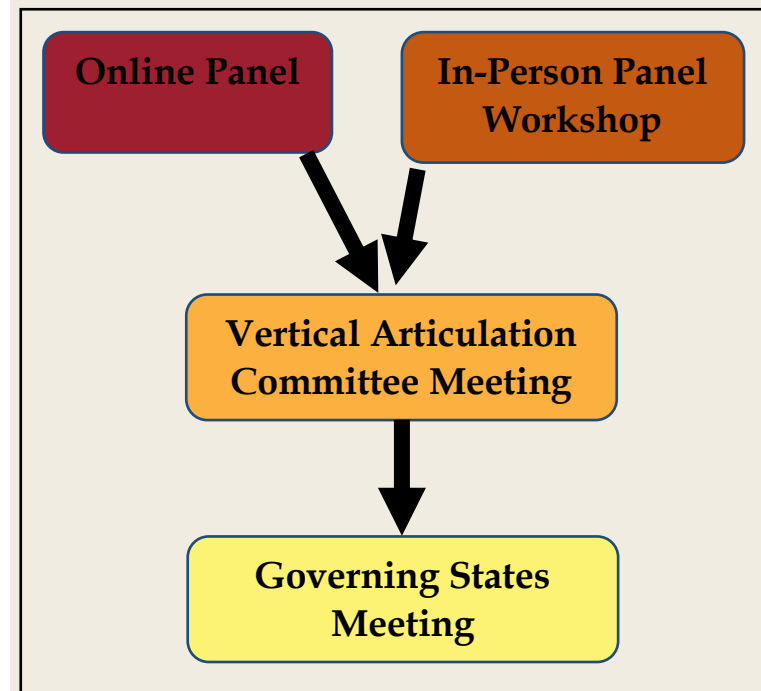 Online Panel
In-Person Panel
Workshop
Vertical Articulation
Committee Meeting
Governing States
Meeting